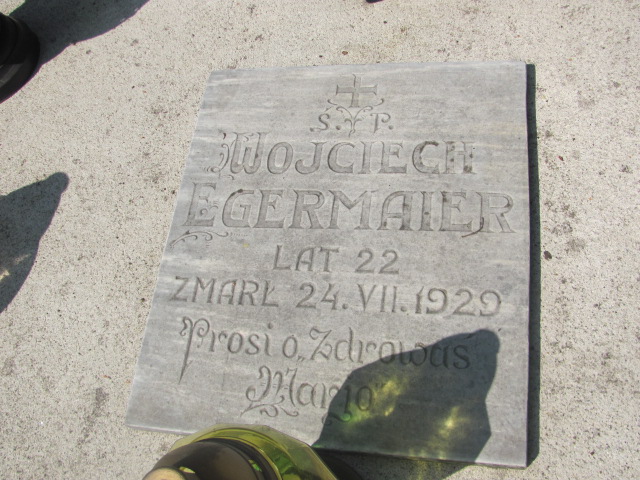 Ś. P.
WOJCIECH
EGERMAIER
LAT 22
ZMARŁ 24. VII. 1929
Prosi o „Zdrowaś
Marjo"